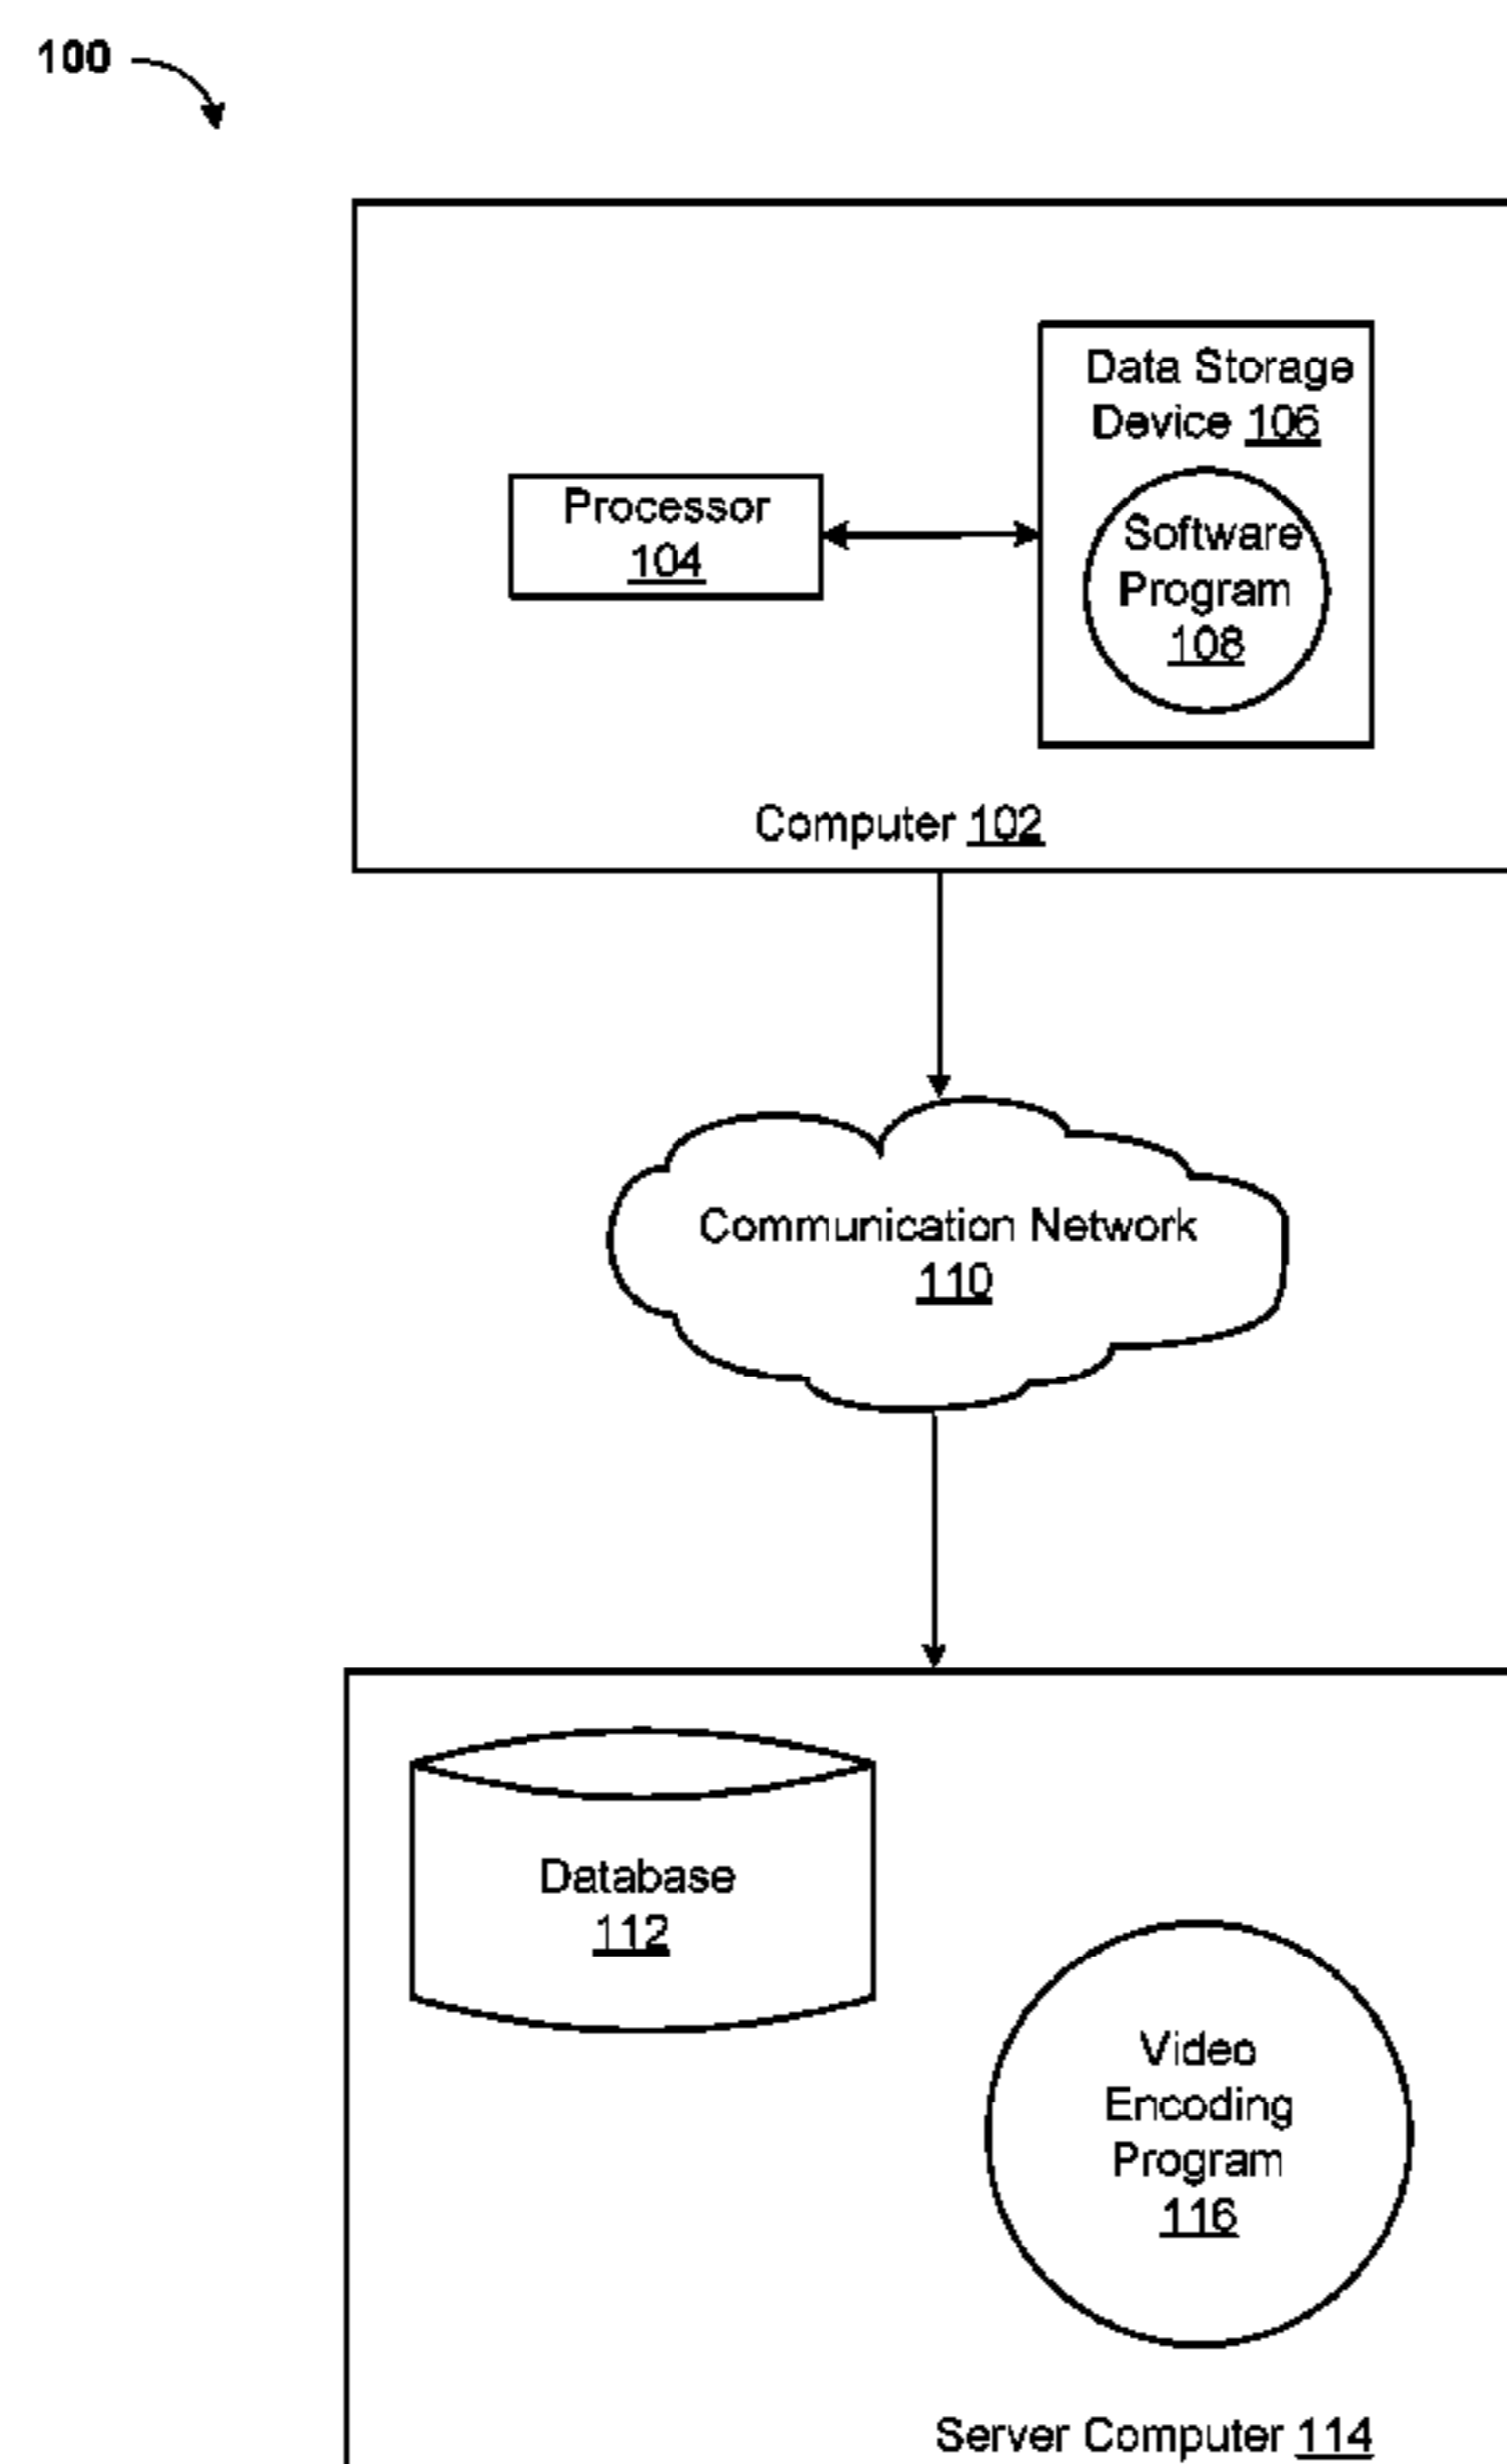 100
Data Storage
Device 106
Processor
104
Software
Program
108
Computer 102
Communication Network
110
Database
112
Video
Encoding
Program
116
Server Computer 114